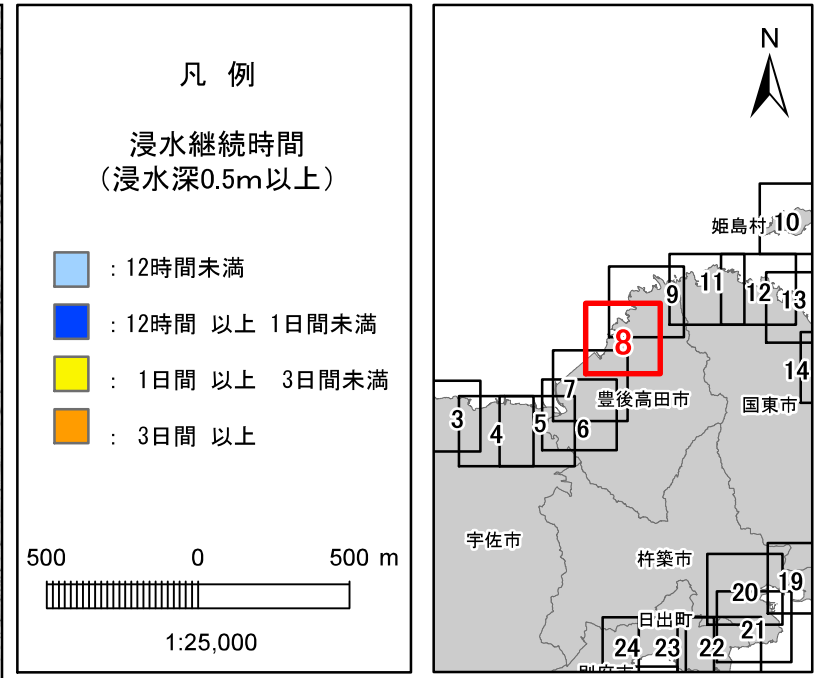 凡 例
浸水継続時間
（浸水深0.5m以上）
：12時間未満
：12時間 以上 1日間未満
： 1日間 以上 3日間未満
： 3日間 以上
500 0 500 m
1:25,000
N
姫島村 10
9 11 12 13
8
14
7
豊後高田市
国東市
3 4 5 6
宇佐市
杵築市
19
20
日出町
21
24 23 22
別府市